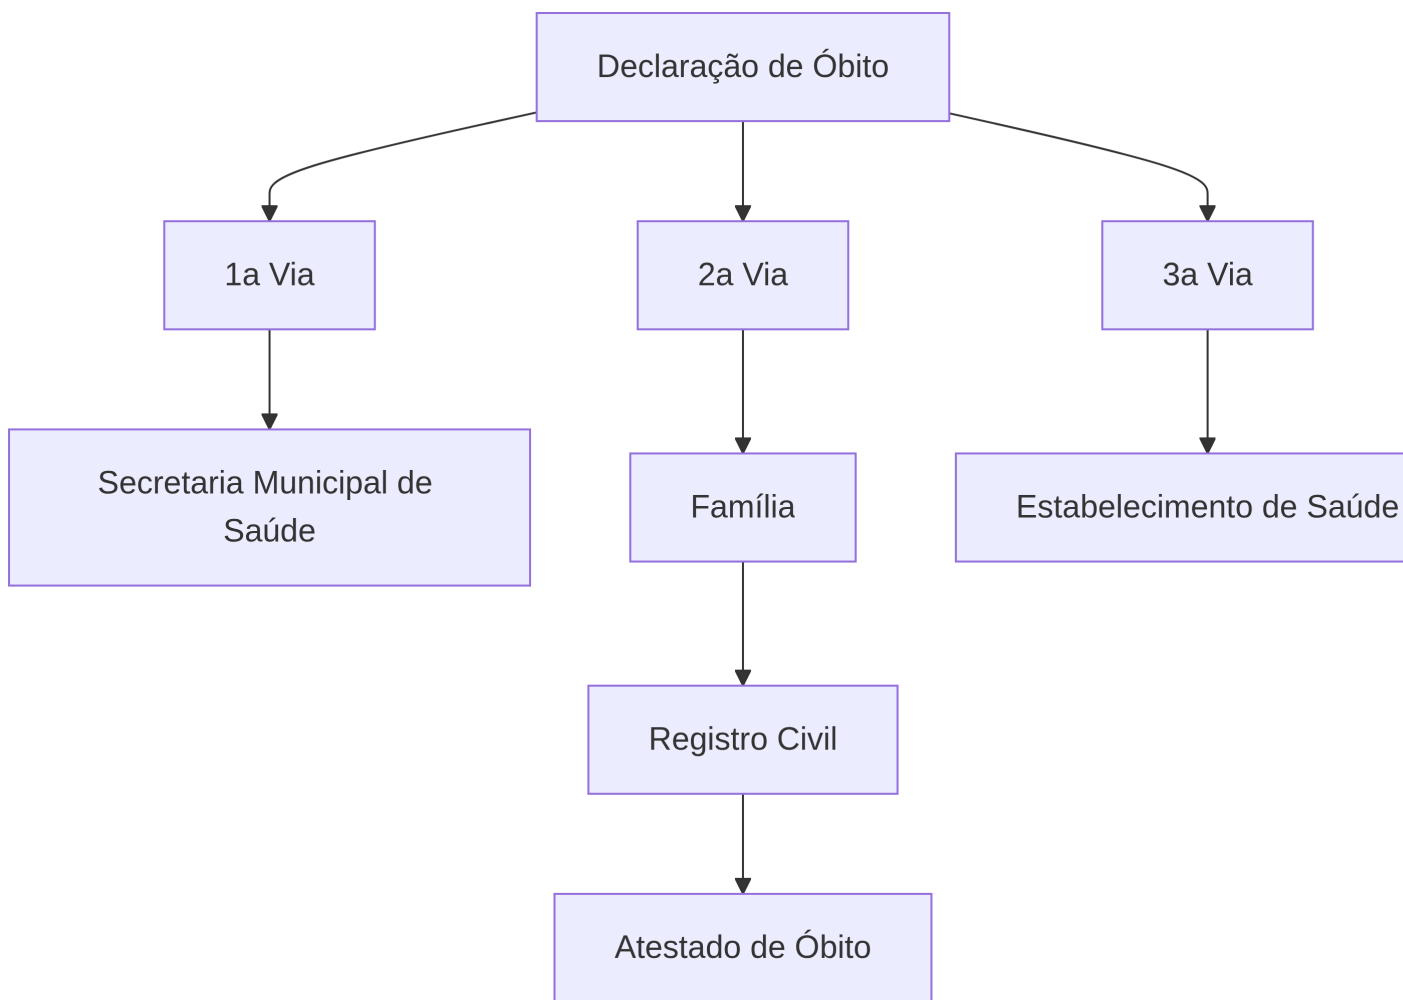 Declaração de Óbito
1a Via
2a Via
3a Via
Secretaria Municipal de
Saúde
Família
Estabelecimento de Saúde
Registro Civil
Atestado de Óbito